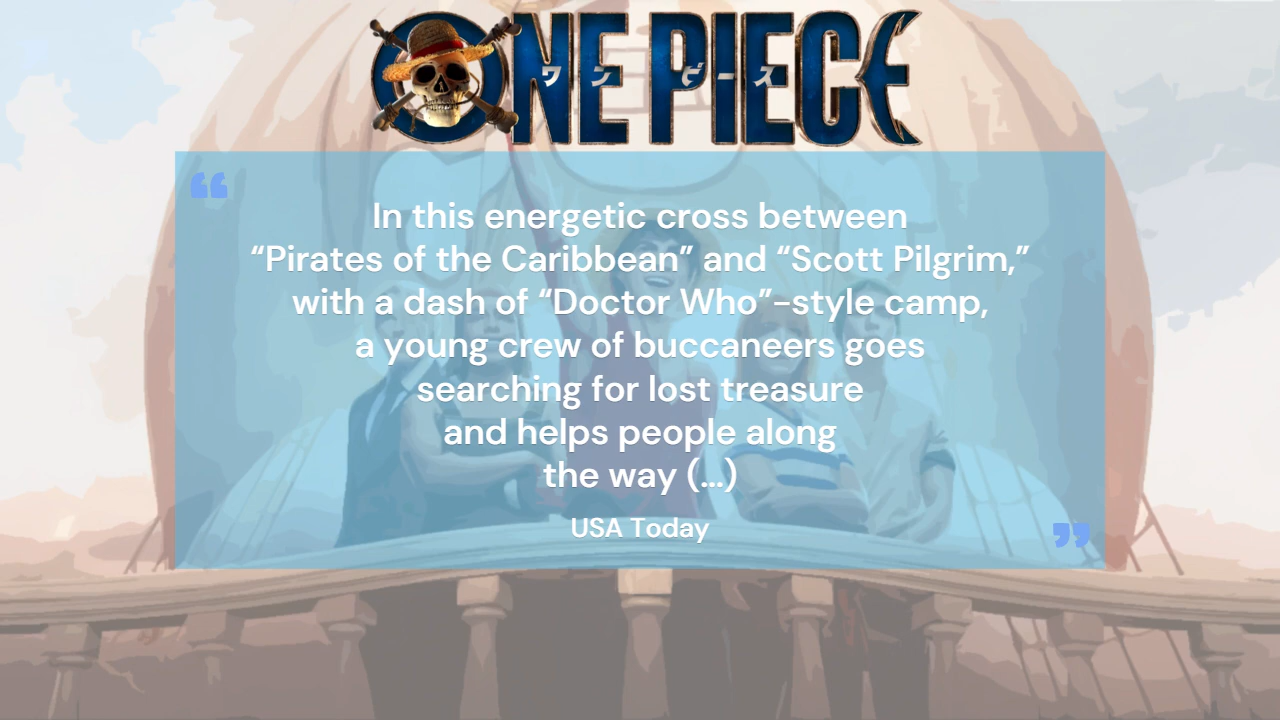 ONE PIECE
ワンピース
In this energetic cross between
“Pirates of the Caribbean” and “Scott Pilgrim,”
with a dash of “Doctor Who”-style camp,
a young crew of buccaneers goes
searching for lost treasure
and helps people along
the way (...)
USA Today